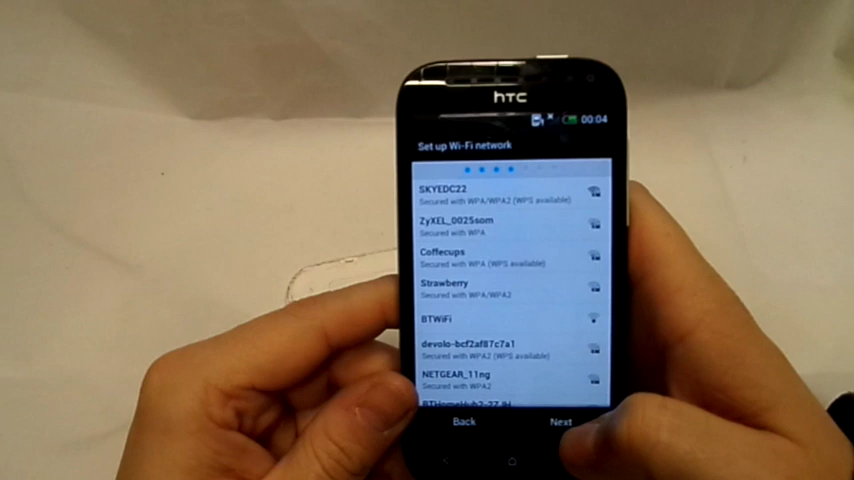 hTC
00:04
Set up Wi-Fi network
SKYEDC22
Secured with WPA/WPA2 (WPS available)
ZyXEL_0025som
Secured with WPA
Coffecups
Secured with WPA (WPS available)
Strawberry
Secured with WPA/WPA2
BTWiFi
devolo-bcf2af87c7a1
Secured with WPA2 (WPS available)
NETGEAR_11ng
Secured with WPA2
Back
Next